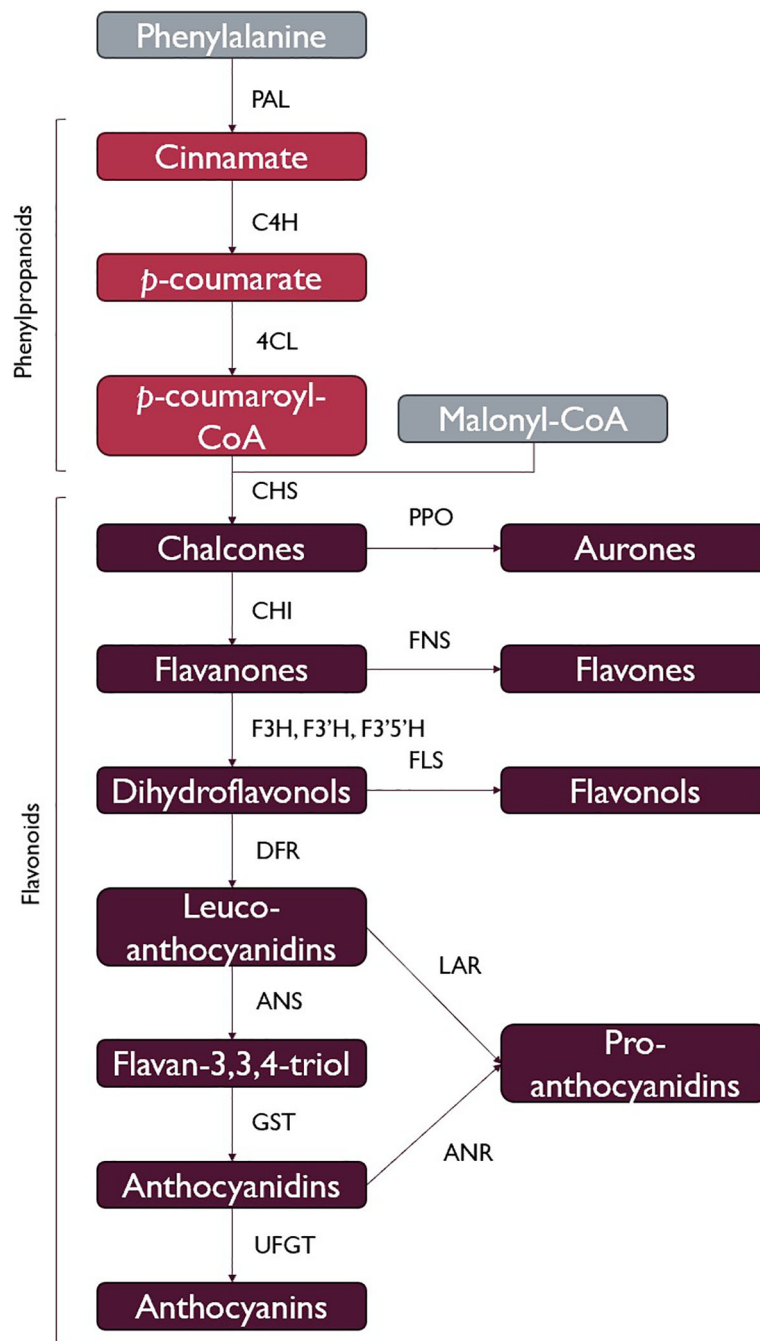 Phenylalanine
PAL
Cinnamate
C4H
p-coumarate
4CL
p-coumaroyl-
CoA
Malonyl-CoA
Phenylpropanoids
CHS
Chalcones
PPO
Aurones
CHI
Flavanones
FNS
Flavones
F3H, F3'H, F3'5'H
Dihydroflavonols
FLS
Flavonols
DFR
Leuco-
anthocyanidins
LAR
ANS
Flavan-3,3,4-triol
Pro-
anthocyanidins
GST
ANR
Anthocyanidins
UFGT
Anthocyanins
Flavonoids